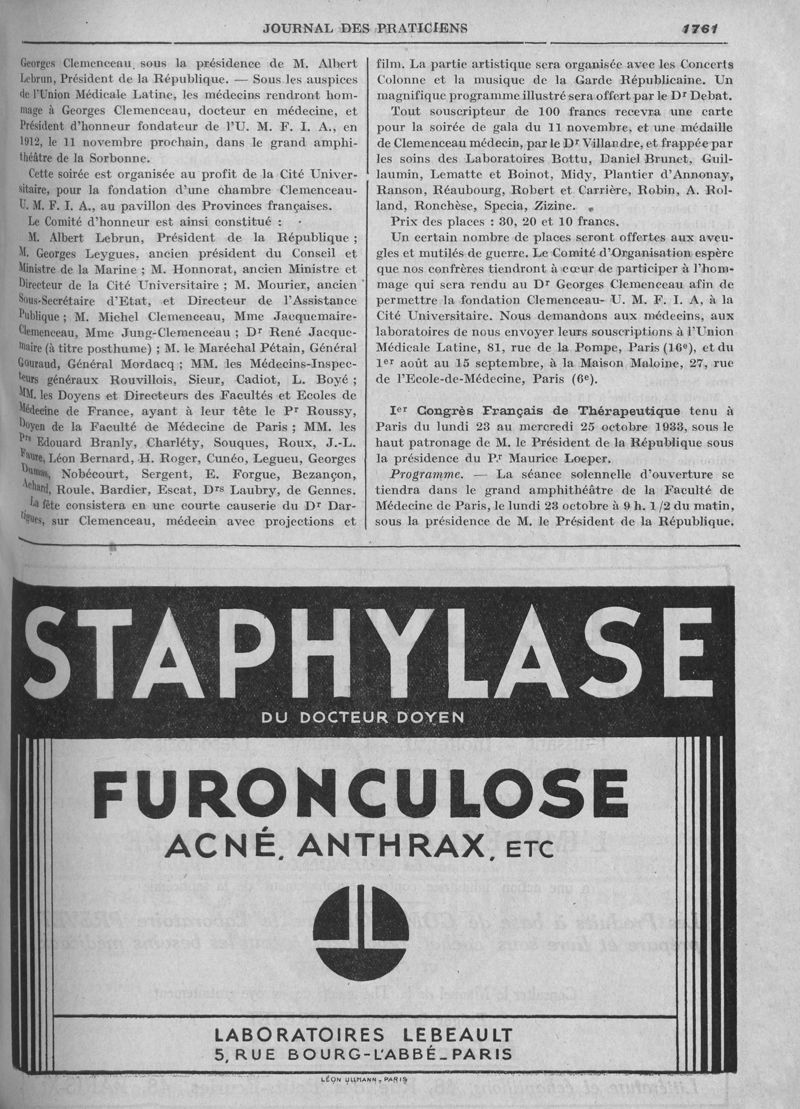 JOURNAL DES PRATICIENS
1761
Georges Clemenceau, sous la présidence de M. Albert
Lebrun, Président de la République. — Sous les auspices
de l'Union Médicale Latine, les médecins rendront hom-
mage à Georges Clemenceau, docteur en médecine, et
Président d'honneur fondateur de l'U. M. F. I. A., en
1912, le 11 novembre prochain, dans le grand amphi-
théâtre de la Sorbonne.
Cette soirée est organisée au profit de la Cité Univer-
sitaire, pour la fondation d'une chambre Clemenceau-
U. M. F. I. A., au pavillon des Provinces françaises.
Le Comité d'honneur est ainsi constitué :
M. Albert Lebrun, Président de la République ;
M. Georges Leygues, ancien président du Conseil et
Ministre de la Marine ; M. Honnorat, ancien Ministre et
Directeur de la Cité Universitaire ; M. Mourier, ancien
Sous-Secrétaire d'Etat, et Directeur de l'Assistance
Publique ; M. Michel Clemenceau, Mme Jacquemaire-
Clemenceau, Mme Jung-Clemenceau ; Dr René Jacque-
maire (à titre posthume) ; M. le Maréchal Pétain, Général
Gouraud, Général Mordacq ; MM. les Médecins-Inspec-
teurs généraux Rouvillois, Sieur, Cadiot, L. Boyé ;
MM. les Doyens et Directeurs des Facultés et Ecoles de
Médecine de France, ayant à leur tête le Pr Roussy,
Doyen de la Faculté de Médecine de Paris ; MM. les
Prs Edouard Branly, Charléty, Souques, Roux, J.-L.
Faure, Léon Bernard, H. Roger, Cunéo, Legueu, Georges
Dumas, Nobécourt, Sergent, E. Forgue, Bezançon,
Achard, Roule, Bardier, Escat, Drs Laubry, de Gennes.
La fête consistera en une courte causerie du Dr Dar-
tigues, sur Clemenceau, médecin avec projections et
film. La partie artistique sera organisée avec les Concerts
Colonne et la musique de la Garde Républicaine. Un
magnifique programme illustré sera offert par le Dr Debat.
Tout souscripteur de 100 francs recevra une carte
pour la soirée de gala du 11 novembre, et une médaille
de Clemenceau médecin, par le Dr Villandre, et frappée par
les soins des Laboratoires Bottu, Daniel Brunet, Guil-
laumin, Lematte et Boinot, Midy, Plantier d'Annonay,
Ranson, Réaubourg, Robert et Carrière, Robin, A. Rol-
land, Ronchèse, Specia, Zizine.
Prix des places : 30, 20 et 10 francs.
Un certain nombre de places seront offertes aux aveu-
gles et mutilés de guerre. Le Comité d'Organisation espère
que nos confrères tiendront à cœur de participer à l'hom-
mage qui sera rendu au Dr Georges Clemenceau afin de
permettre la fondation Clemenceau- U. M. F. I. A, à la
Cité Universitaire. Nous demandons aux médecins, aux
laboratoires de nous envoyer leurs souscriptions à l'Union
Médicale Latine, 81, rue de la Pompe, Paris (16e), et du
1er août au 15 septembre, à la Maison Maloine, 27, rue
de l'Ecole-de-Médecine, Paris (6e).
Ier Congrès Français de Thérapeutique tenu à
Paris du lundi 23 au mercredi 25 octobre 1933, sous le
haut patronage de M. le Président de la République sous
la présidence du Pr Maurice Loeper.
Programme. — La séance solennelle d'ouverture se
tiendra dans le grand amphithéâtre de la Faculté de
Médecine de Paris, le lundi 23 octobre à 9 h. 1/2 du matin,
sous la présidence de M. le Président de la République.
STAPHYLASE
DU DOCTEUR DOYEN
FURONCULOSE
ACNÉ, ANTHRAX, ETC
LABORATOIRES LEBEAULT
5, RUE BOURG-L'ABBÉ_PARIS
LÉON ULLMANN, PARIS